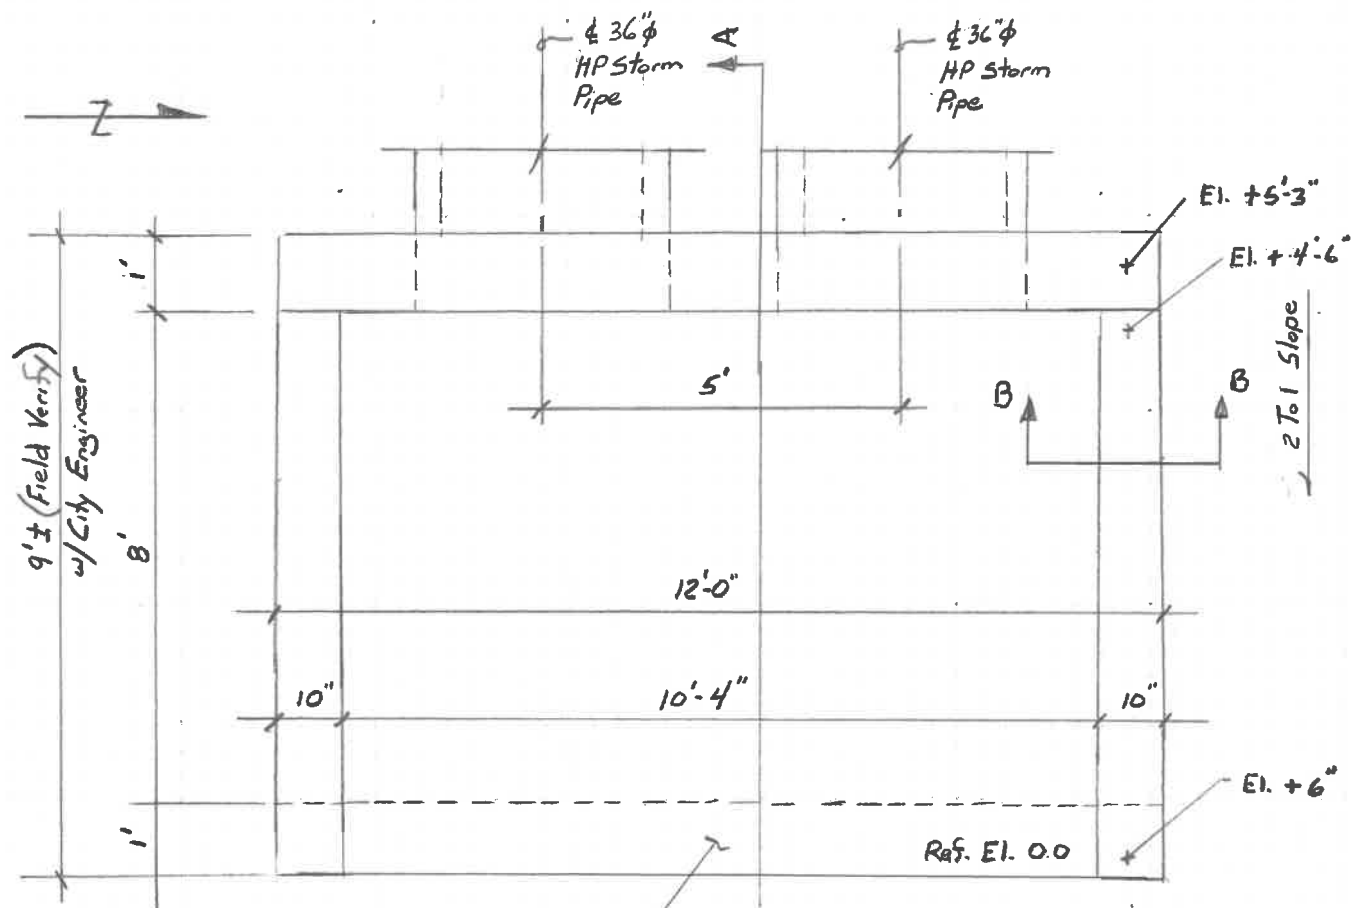 ℄ 36"ϕ
HP Storm
Pipe
A
℄ 36"ϕ
HP Storm
Pipe
Z
El. +5'-3"
El. +4'-6"
2 To 1 Slope
1'
9'± (Field Verify)
w/ City Engineer
8'
5'
B
B
12'-0"
10"
10'-4"
10"
El. +6"
1'
Ref. El. 0.0